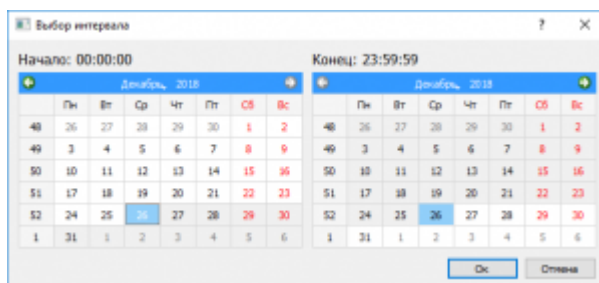 Выбор интервала ? ×
Начало: 00:00:00 Конец: 23:59:59
Декабрь, 2018 Декабрь, 2018
Пн Вт Ср Чт Пт Сб Вс Пн Вт Ср Чт Пт Сб Вс
48 26 27 28 29 30 1 2 48 26 27 28 29 30 1 2
49 3 4 5 6 7 8 9 49 3 4 5 6 7 8 9
50 10 11 12 13 14 15 16 50 10 11 12 13 14 15 16
51 17 18 19 20 21 22 23 51 17 18 19 20 21 22 23
52 24 25 26 27 28 29 30 52 24 25 26 27 28 29 30
1 31 1 2 3 4 5 6 1 31 1 2 3 4 5 6
Ок Отмена